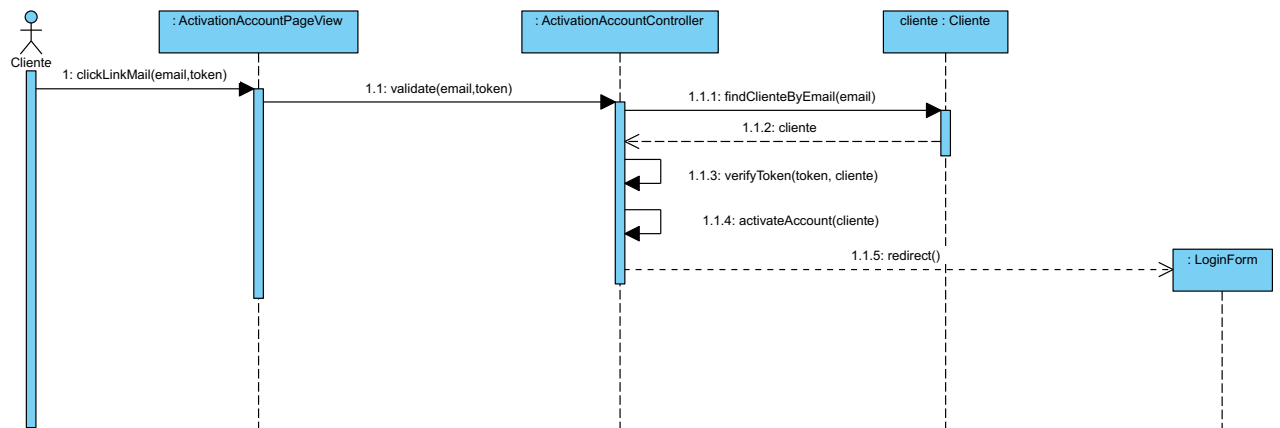 : ActivationAccountPageView
: ActivationAccountController
cliente : Cliente
Cliente
1: clickLinkMail(email,token)
1.1: validate(email,token)
1.1.1: findClienteByEmail(email)
1.1.2: cliente
1.1.3: verifyToken(token, cliente)
1.1.4: activateAccount(cliente)
1.1.5: redirect()
: LoginForm